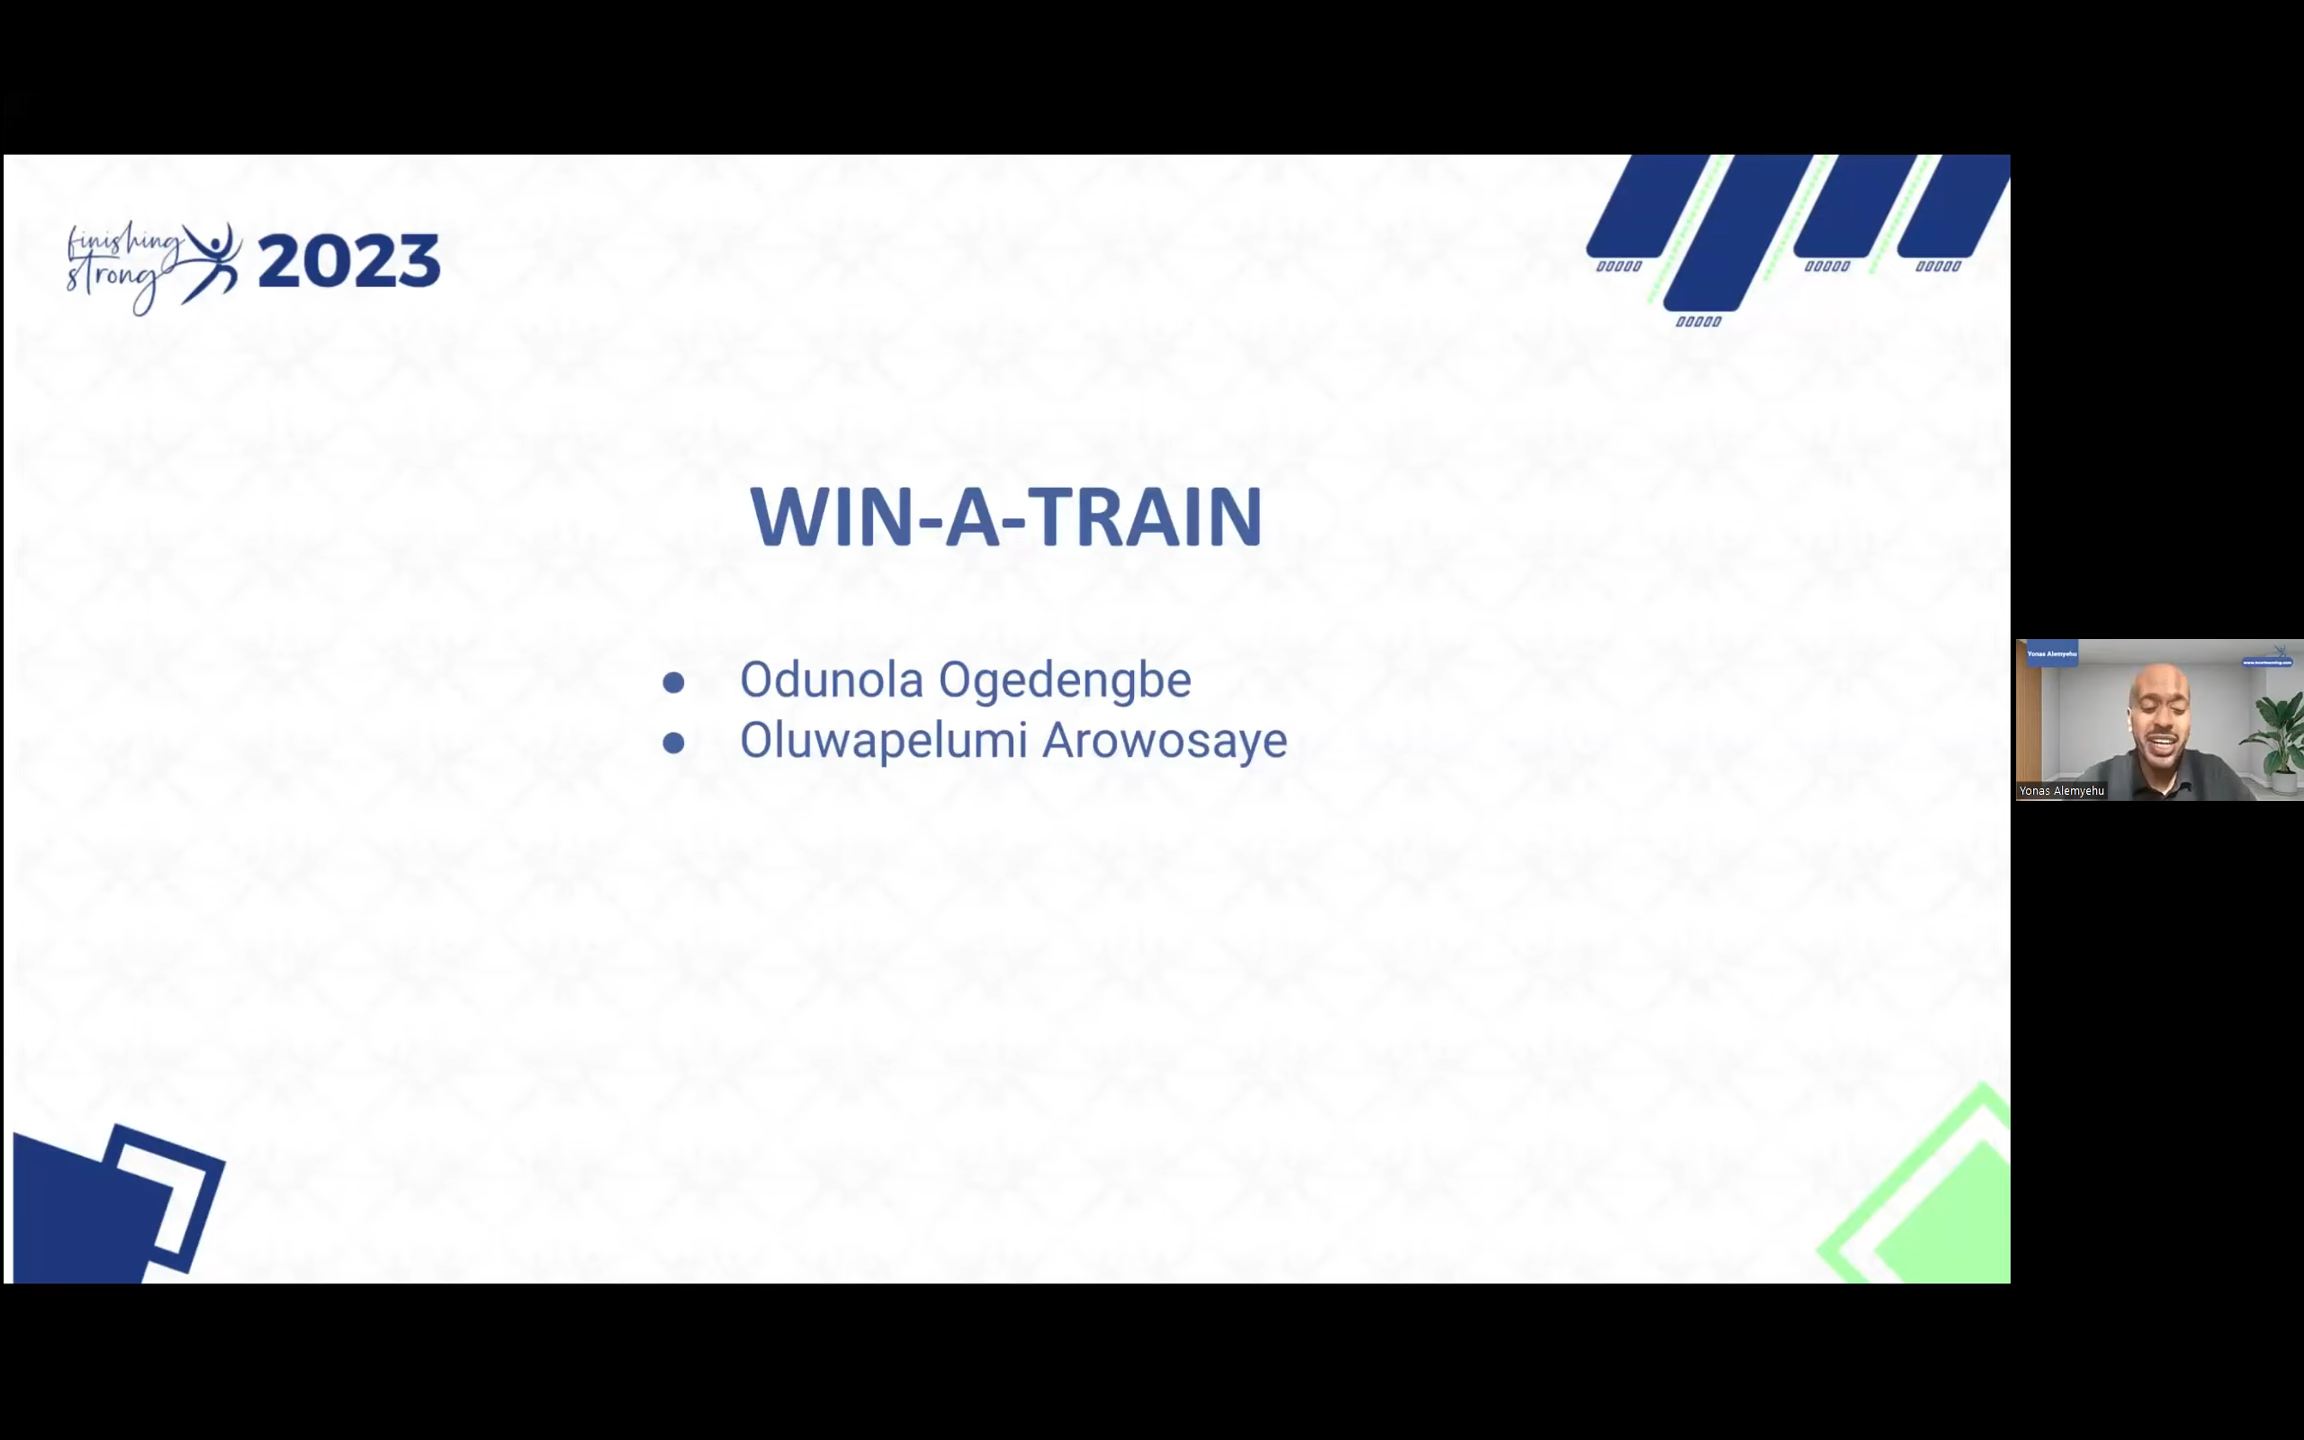 finishing
strong
2023
WIN-A-TRAIN
● Odunola Ogedengbe
● Oluwapelumi Arowosaye
Yonas Alemyehu
Yonas Alemyehu